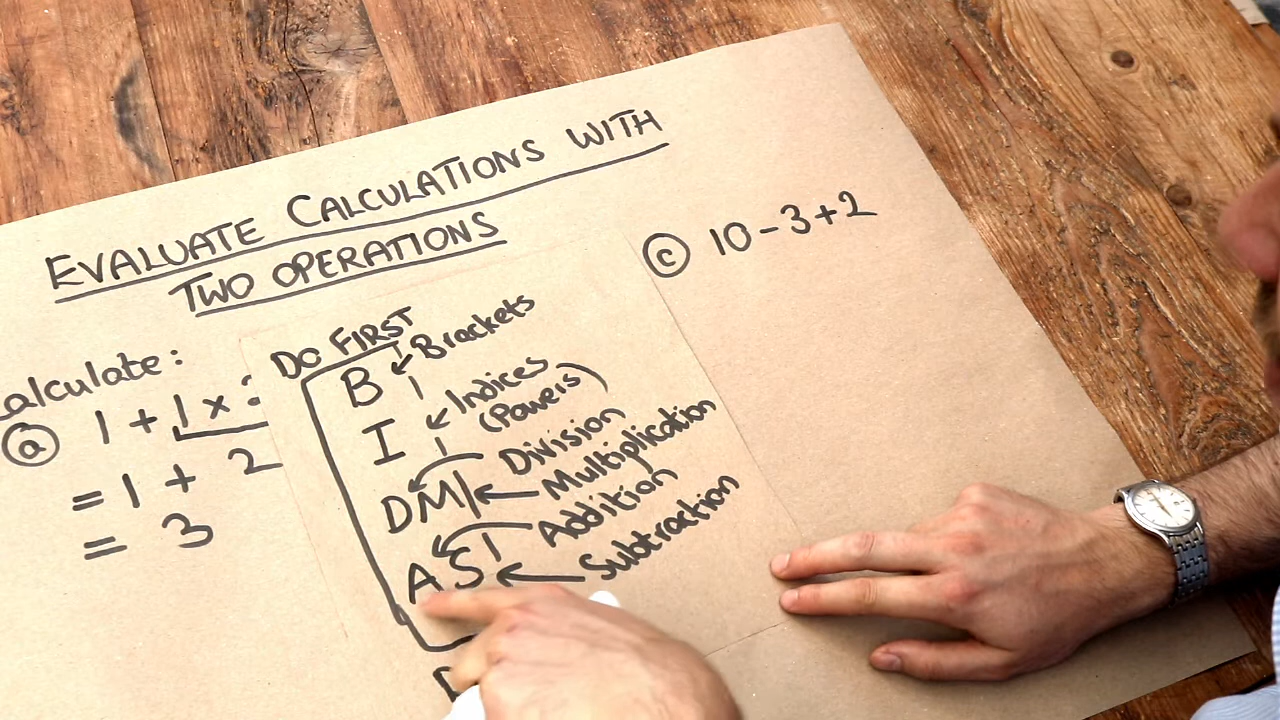 EVALUATE CALCULATIONS WITH
TWO OPERATIONS
alculate:
a 1 + 1 ×
= 1 + 2
= 3
DO FIRST
B Brackets
I Indices
(Powers)
DM Division
Multiplication
AS Addition
Subtraction
c 10 - 3 + 2